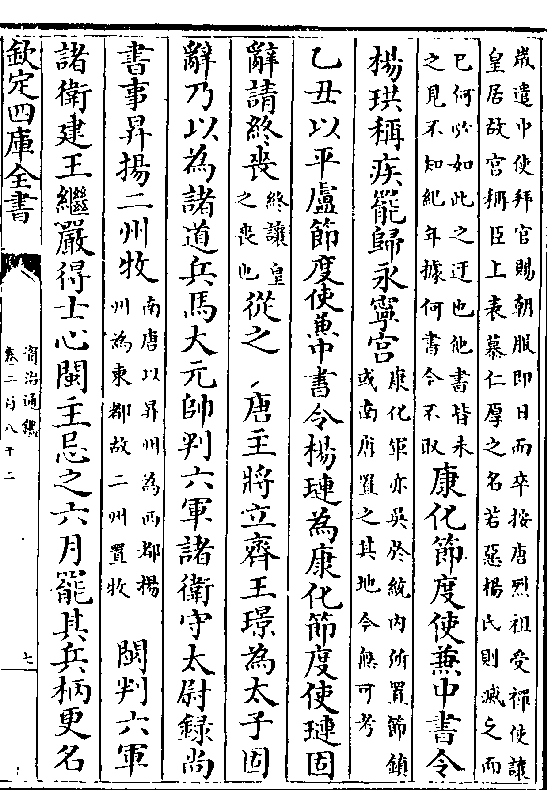 歲遣中使拜官賜朝服即日而卒按唐烈祖受禪使讓
皇居故宮稱臣上表慕仁厚之名若惡楊氏則滅之而
已何必如此之迂也他書皆未
之見不知紀年據何書今不取
康化節度使兼中書令
楊珙稱疾罷歸永寧宮
康化軍亦吳於統內所置節鎮
或南唐置之其地今無可考
乙丑以平盧節度使兼中書令楊璉為康化節度使璉固
辭請終喪
終讓皇
之喪也
從之
唐主將立齊王璟為太子固
辭乃以為諸道兵馬大元帥判六軍諸衛守太尉錄尚
書事昇揚二州牧
南唐以昇州為西都揚
州為東都故二州置牧
閩判六軍
諸衛建王繼嚴得士心閩主忌之六月罷其兵柄更名
欽定四庫全書
資治通鑑
卷二百八十二
七